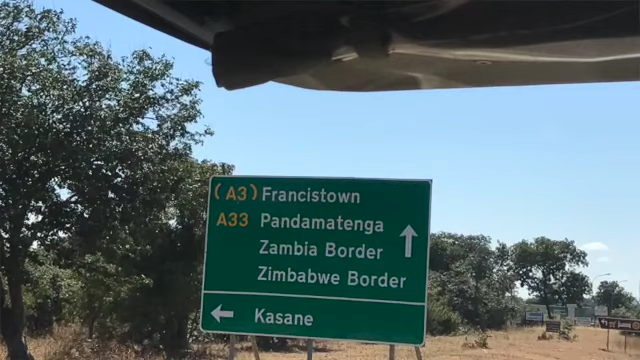 (A3) Francistown
A33 Pandamatenga
Zambia Border
Zimbabwe Border
Kasane